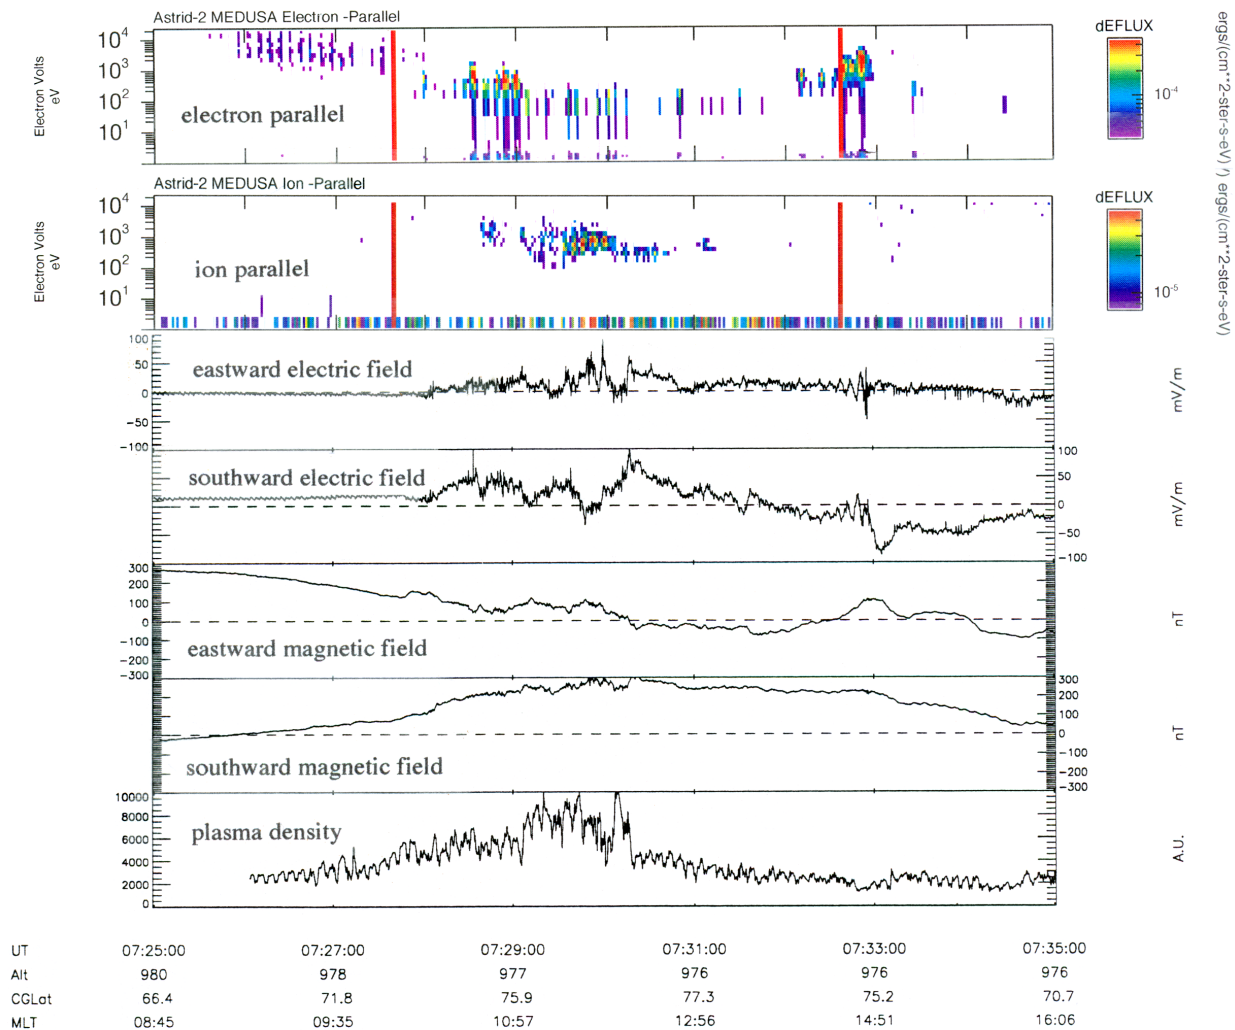 Astrid-2 MEDUSA Electron -Parallel
dEFLUX
10⁴
10³
10²
10¹
Electron Volts
eV
electron parallel
10⁻⁴
ergs/(cm**2-ster-s-eV)
Astrid-2 MEDUSA Ion -Parallel
dEFLUX
10⁴
10³
10²
10¹
Electron Volts
eV
ion parallel
10⁻⁵
ergs/(cm**2-ster-s-eV)
100
50
0
-50
-100
eastward electric field
mV/m
southward electric field
100
50
0
-50
-100
mV/m
300
200
100
0
-100
-200
-300
eastward magnetic field
nT
300
200
100
0
-100
-200
-300
southward magnetic field
nT
10000
8000
6000
4000
2000
0
plasma density
A.U.
UT 07:25:00 07:27:00 07:29:00 07:31:00 07:33:00 07:35:00
Alt 980 978 977 976 976 976
CGLat 66.4 71.8 75.9 77.3 75.2 70.7
MLT 08:45 09:35 10:57 12:56 14:51 16:06